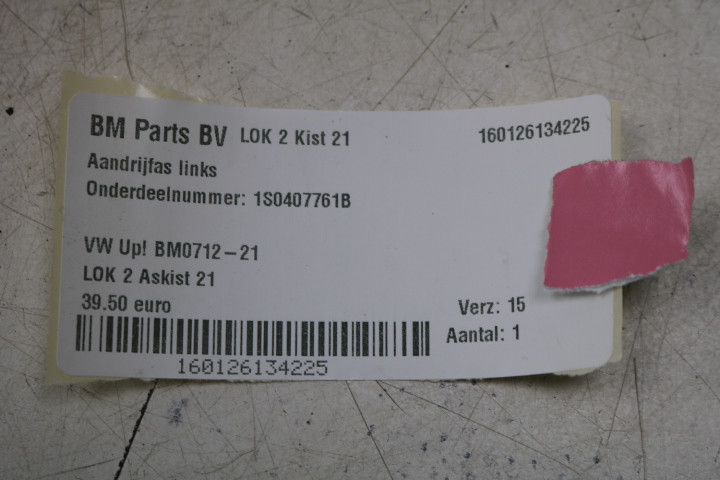 BM Parts BV LOK 2 Kist 21 160126134225
Aandrijfas links
Onderdeelnummer: 1S0407761B
VW Up! BM0712-21
LOK 2 Askist 21
39.50 euro Verz: 15
Aantal: 1
160126134225